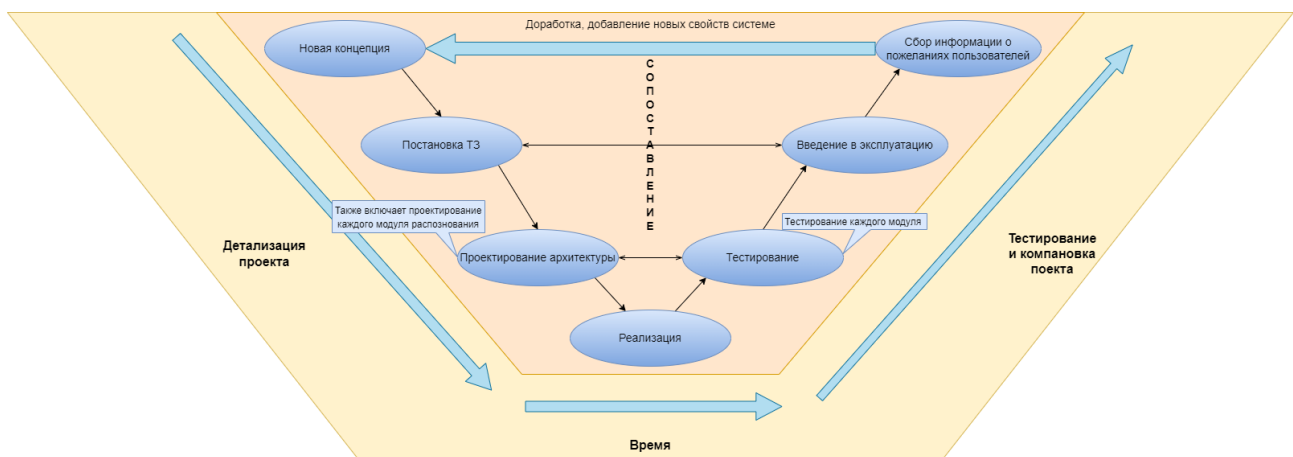 Доработка, добавление новых свойств системе
Новая концепция
Сбор информации о
пожеланиях пользователей
С
О
П
О
С
Т
А
В
Л
Е
Н
И
Е
Постановка ТЗ
Введение в эксплуатацию
Также включает проектирование
каждого модуля распознования
Тестирование каждого модуля
Детализация
проекта
Проектирование архитектуры
Тестирование
Тестирование
и компановка
поекта
Реализация
Время